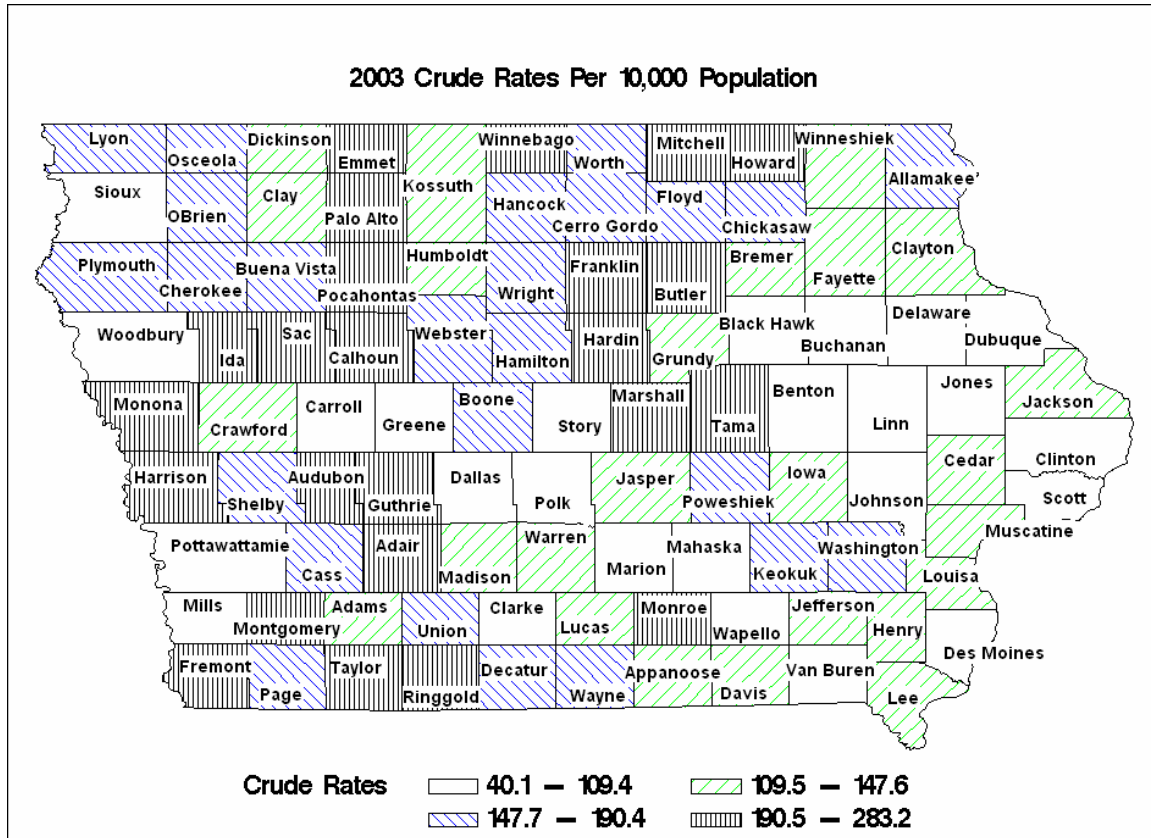 2003 Crude Rates Per 10,000 Population
Lyon
Osceola
Dickinson
Emmet
Winnebago
Worth
Mitchell
Howard
Winneshiek
Allamakee'
Sioux
OBrien
Clay
Palo Alto
Kossuth
Hancock
Cerro Gordo
Floyd
Chickasaw
Plymouth
Cherokee
Buena Vista
Pocahontas
Humboldt
Wright
Franklin
Butler
Bremer
Fayette
Clayton
Woodbury
Ida
Sac
Calhoun
Webster
Hamilton
Hardin
Grundy
Black Hawk
Buchanan
Delaware
Dubuque
Monona
Crawford
Carroll
Greene
Boone
Story
Marshall
Tama
Benton
Linn
Jones
Jackson
Harrison
Shelby
Audubon
Guthrie
Dallas
Polk
Jasper
Poweshiek
Iowa
Johnson
Cedar
Clinton
Scott
Pottawattamie
Cass
Adair
Madison
Warren
Marion
Mahaska
Keokuk
Washington
Muscatine
Louisa
Mills
Montgomery
Adams
Union
Clarke
Lucas
Monroe
Wapello
Jefferson
Henry
Des Moines
Fremont
Page
Taylor
Ringgold
Decatur
Wayne
Appanoose
Davis
Van Buren
Lee
Crude Rates
40.1 – 109.4
109.5 – 147.6
147.7 – 190.4
190.5 – 283.2